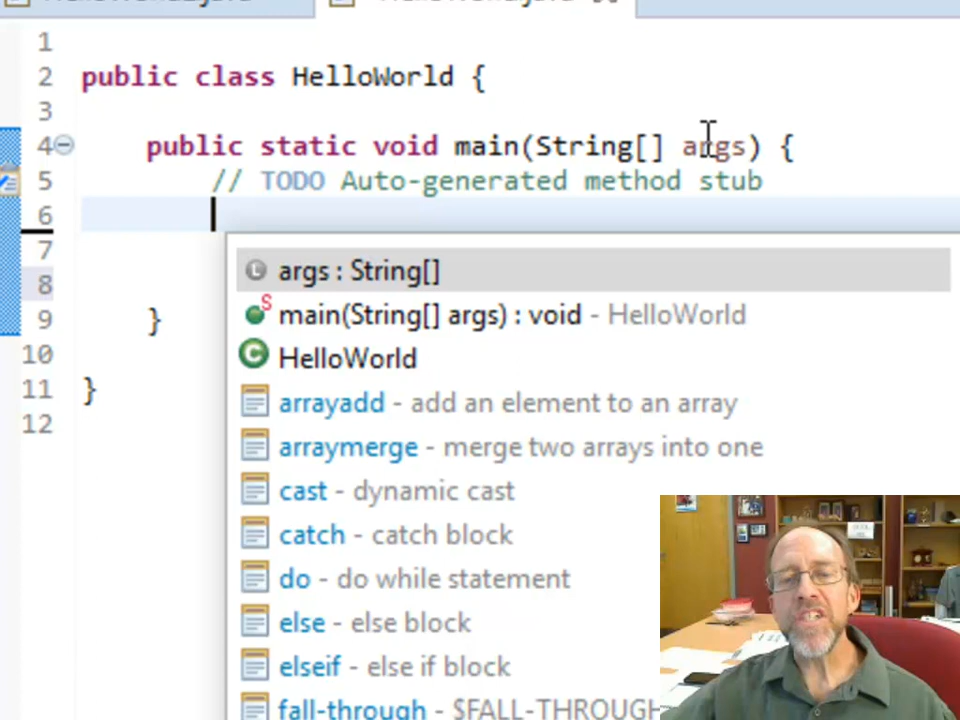 1
2 public class HelloWorld {
3
4 public static void main(String[] args) {
5 // TODO Auto-generated method stub
6
7
8
9 }
10
11 }
12
args : String[]
main(String[] args) : void - HelloWorld
HelloWorld
arrayadd - add an element to an array
arraymerge - merge two arrays into one
cast - dynamic cast
catch - catch block
do - do while statement
else - else block
elseif - else if block
fall-through - $FALL-THROUGH